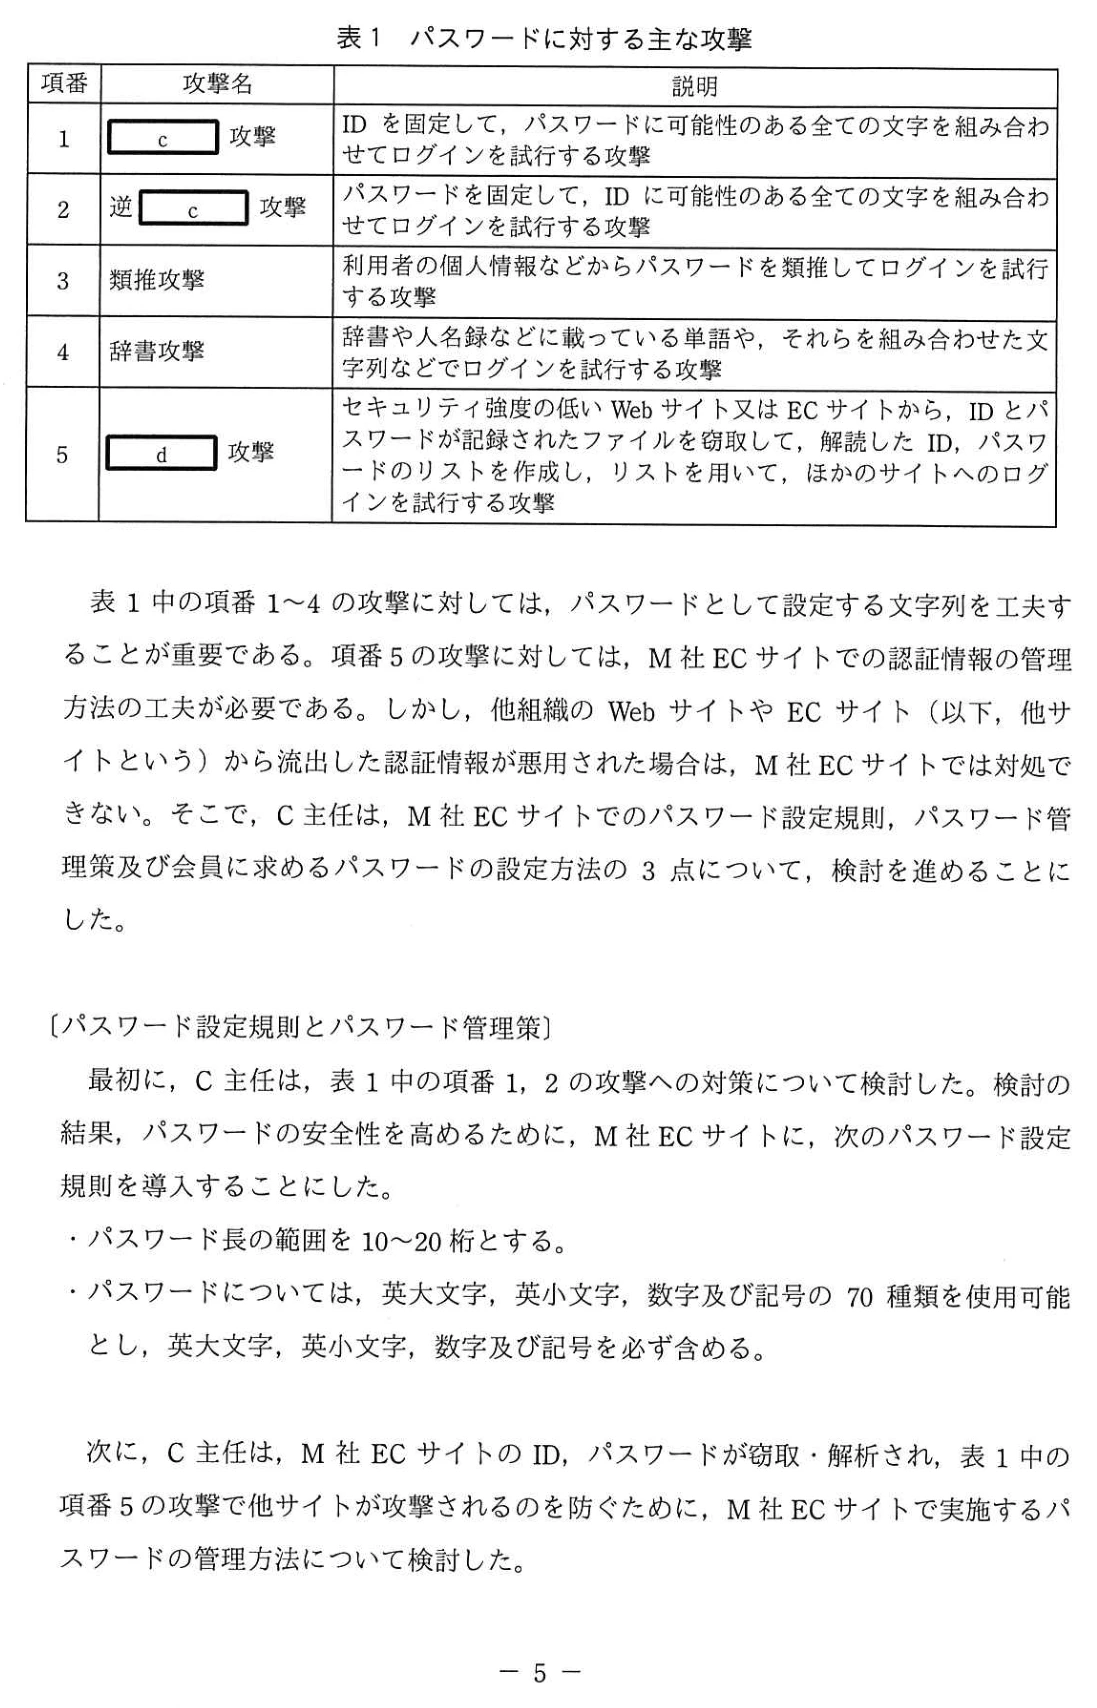 表1 パスワードに対する主な攻撃
項番 攻撃名 説明
1 c 攻撃 ID を固定して，パスワードに可能性のある全ての文字を組み合わ
せてログインを試行する攻撃
2 逆 c 攻撃 パスワードを固定して，ID に可能性のある全ての文字を組み合わ
せてログインを試行する攻撃
3 類推攻撃 利用者の個人情報などからパスワードを類推してログインを試行
する攻撃
4 辞書攻撃 辞書や人名録などに載っている単語や，それらを組み合わせた文
字列などでログインを試行する攻撃
5 d 攻撃 セキュリティ強度の低い Web サイト又は EC サイトから，ID とパ
スワードが記録されたファイルを窃取して，解読した ID，パスワ
ードのリストを作成し，リストを用いて，ほかのサイトへのログ
インを試行する攻撃
表 1 中の項番 1～4 の攻撃に対しては，パスワードとして設定する文字列を工夫す
ることが重要である。項番 5 の攻撃に対しては，M 社 EC サイトでの認証情報の管理
方法の工夫が必要である。しかし，他組織の Web サイトや EC サイト（以下，他サ
イトという）から流出した認証情報が悪用された場合は，M 社 EC サイトでは対処で
きない。そこで，C 主任は，M 社 EC サイトでのパスワード設定規則，パスワード管
理策及び会員に求めるパスワードの設定方法の 3 点について，検討を進めることに
した。
〔パスワード設定規則とパスワード管理策〕
最初に，C 主任は，表 1 中の項番 1，2 の攻撃への対策について検討した。検討の
結果，パスワードの安全性を高めるために，M 社 EC サイトに，次のパスワード設定
規則を導入することにした。
・パスワード長の範囲を 10～20 桁とする。
・パスワードについては，英大文字，英小文字，数字及び記号の 70 種類を使用可能
とし，英大文字，英小文字，数字及び記号を必ず含める。
次に，C 主任は，M 社 EC サイトの ID，パスワードが窃取・解析され，表 1 中の
項番 5 の攻撃で他サイトが攻撃されるのを防ぐために，M 社 EC サイトで実施するパ
スワードの管理方法について検討した。
－ 5 －